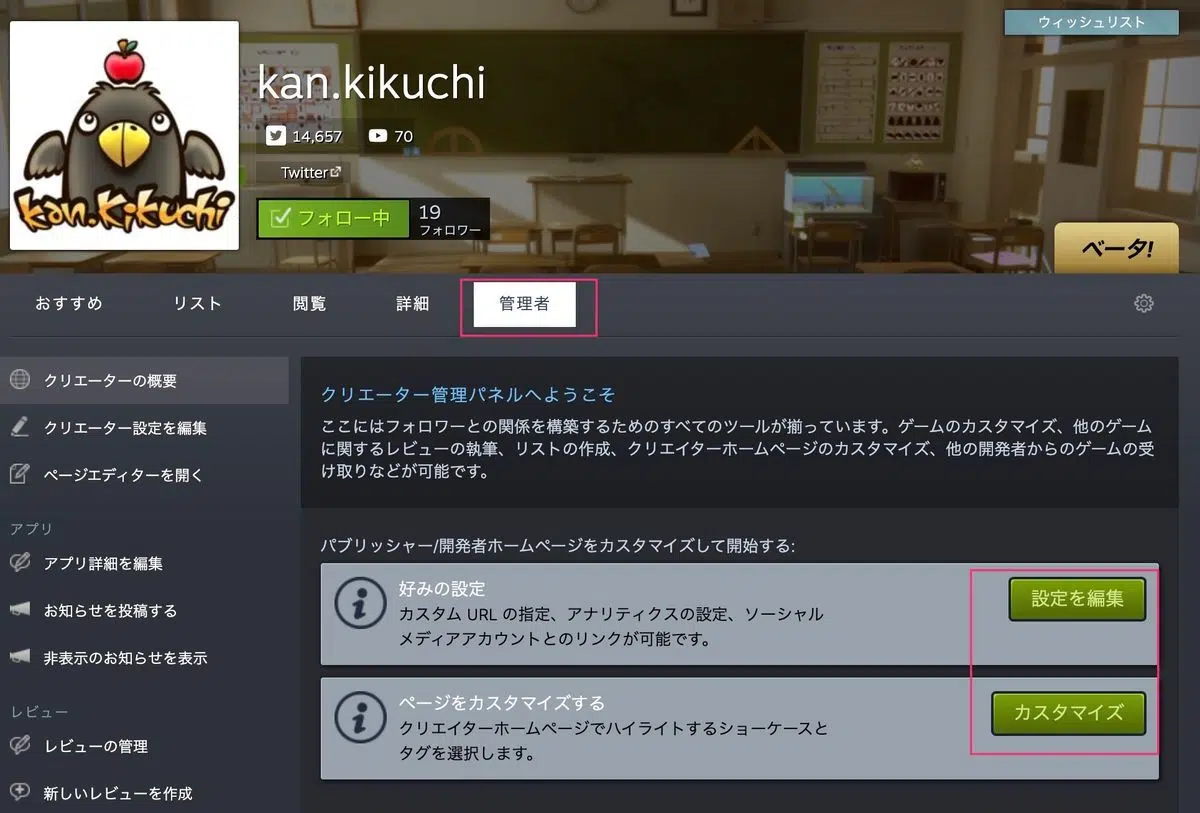 ウィッシュリスト
kan.kikuchi
kan.kikuchi
14,657
70
Twitter
フォロー中
19
フォロワー
ベータ!
おすすめ
リスト
閲覧
詳細
管理者
クリエーターの概要
クリエーター設定を編集
ページエディターを開く
アプリ
アプリ詳細を編集
お知らせを投稿する
非表示のお知らせを表示
レビュー
レビューの管理
新しいレビューを作成
クリエーター管理パネルへようこそ
ここにはフォロワーとの関係を構築するためのすべてのツールが揃っています。ゲームのカスタマイズ、他のゲーム
に関するレビューの執筆、リストの作成、クリエイターホームページのカスタマイズ、他の開発者からのゲームの受
け取りなどが可能です。
パブリッシャー/開発者ホームページをカスタマイズして開始する:
好みの設定
カスタム URL の指定、アナリティクスの設定、ソーシャル
メディアアカウントとのリンクが可能です。
設定を編集
ページをカスタマイズする
クリエイターホームページでハイライトするショーケースと
タグを選択します。
カスタマイズ